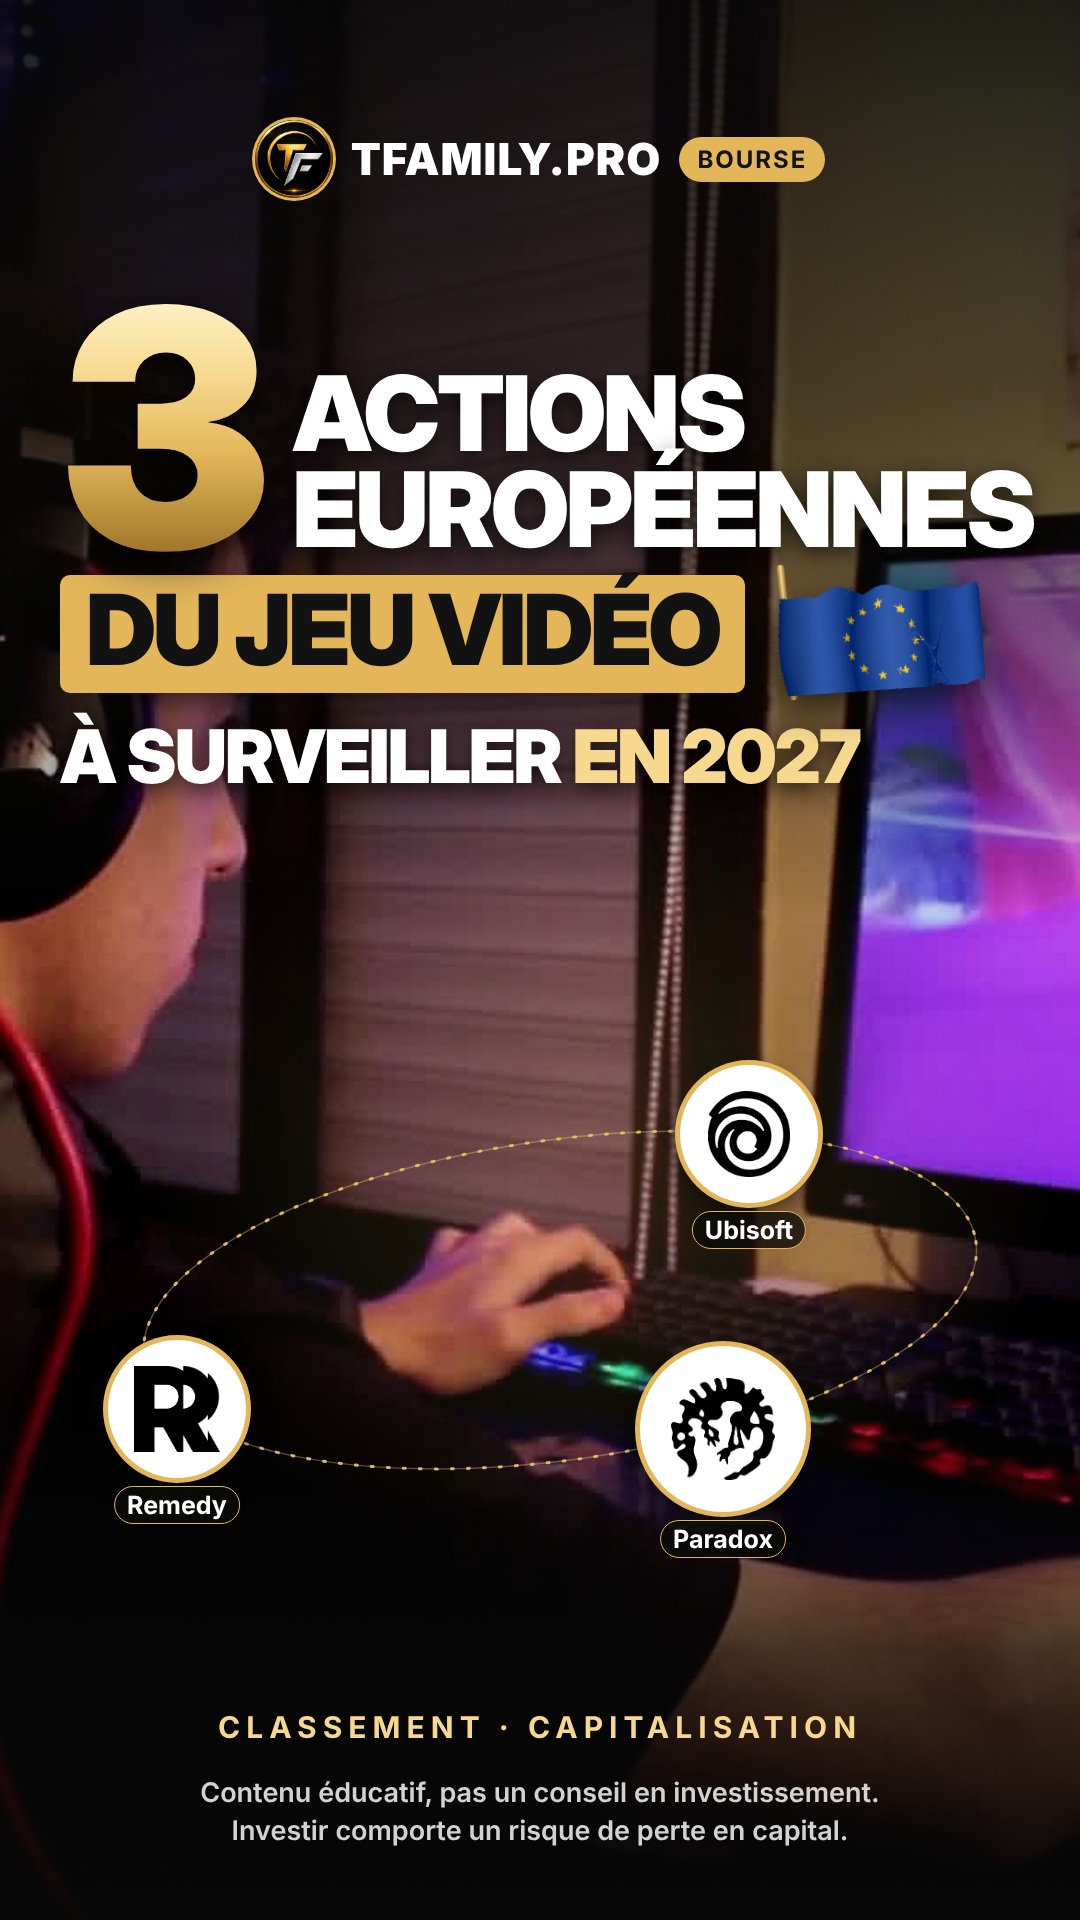 TFAMILY.PRO BOURSE
3 ACTIONS
EUROPÉENNES
DU JEU VIDÉO
À SURVEILLER EN 2027
Ubisoft
Remedy
Paradox
CLASSEMENT · CAPITALISATION
Contenu éducatif, pas un conseil en investissement.
Investir comporte un risque de perte en capital.